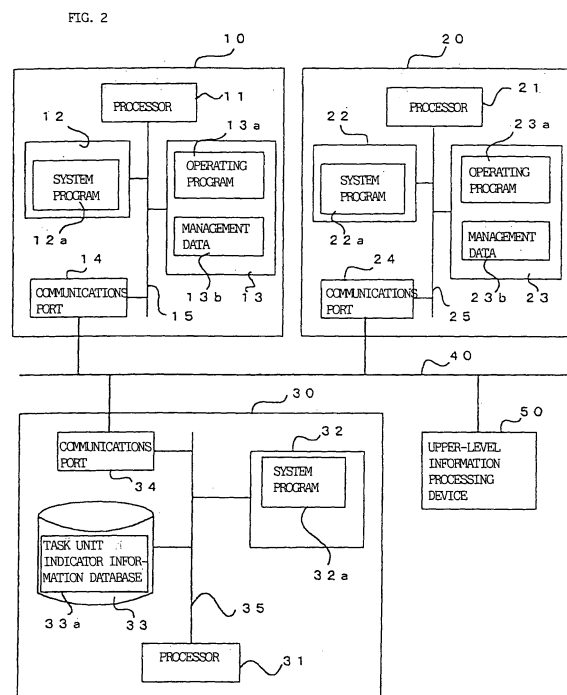 FIG. 2
10
20
PROCESSOR
11
PROCESSOR
21
12
13a
22
23a
SYSTEM
PROGRAM
OPERATING
PROGRAM
SYSTEM
PROGRAM
OPERATING
PROGRAM
12a
MANAGEMENT
DATA
22a
MANAGEMENT
DATA
14
24
COMMUNICATIONS
PORT
13b
13
COMMUNICATIONS
PORT
23b
23
15
25
40
30
50
COMMUNICATIONS
PORT
32
UPPER-LEVEL
INFORMATION
PROCESSING
DEVICE
34
SYSTEM
PROGRAM
TASK UNIT
INDICATOR INFOR-
MATION DATABASE
32a
33a
33
35
PROCESSOR
31